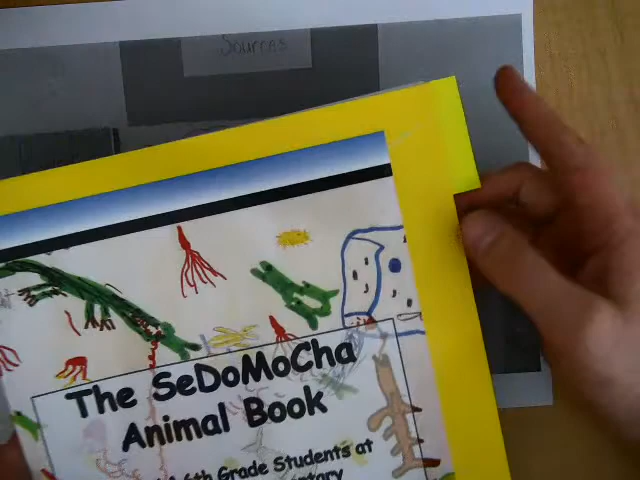 Sources
The SeDoMoCha
Animal Book
6th Grade Students at